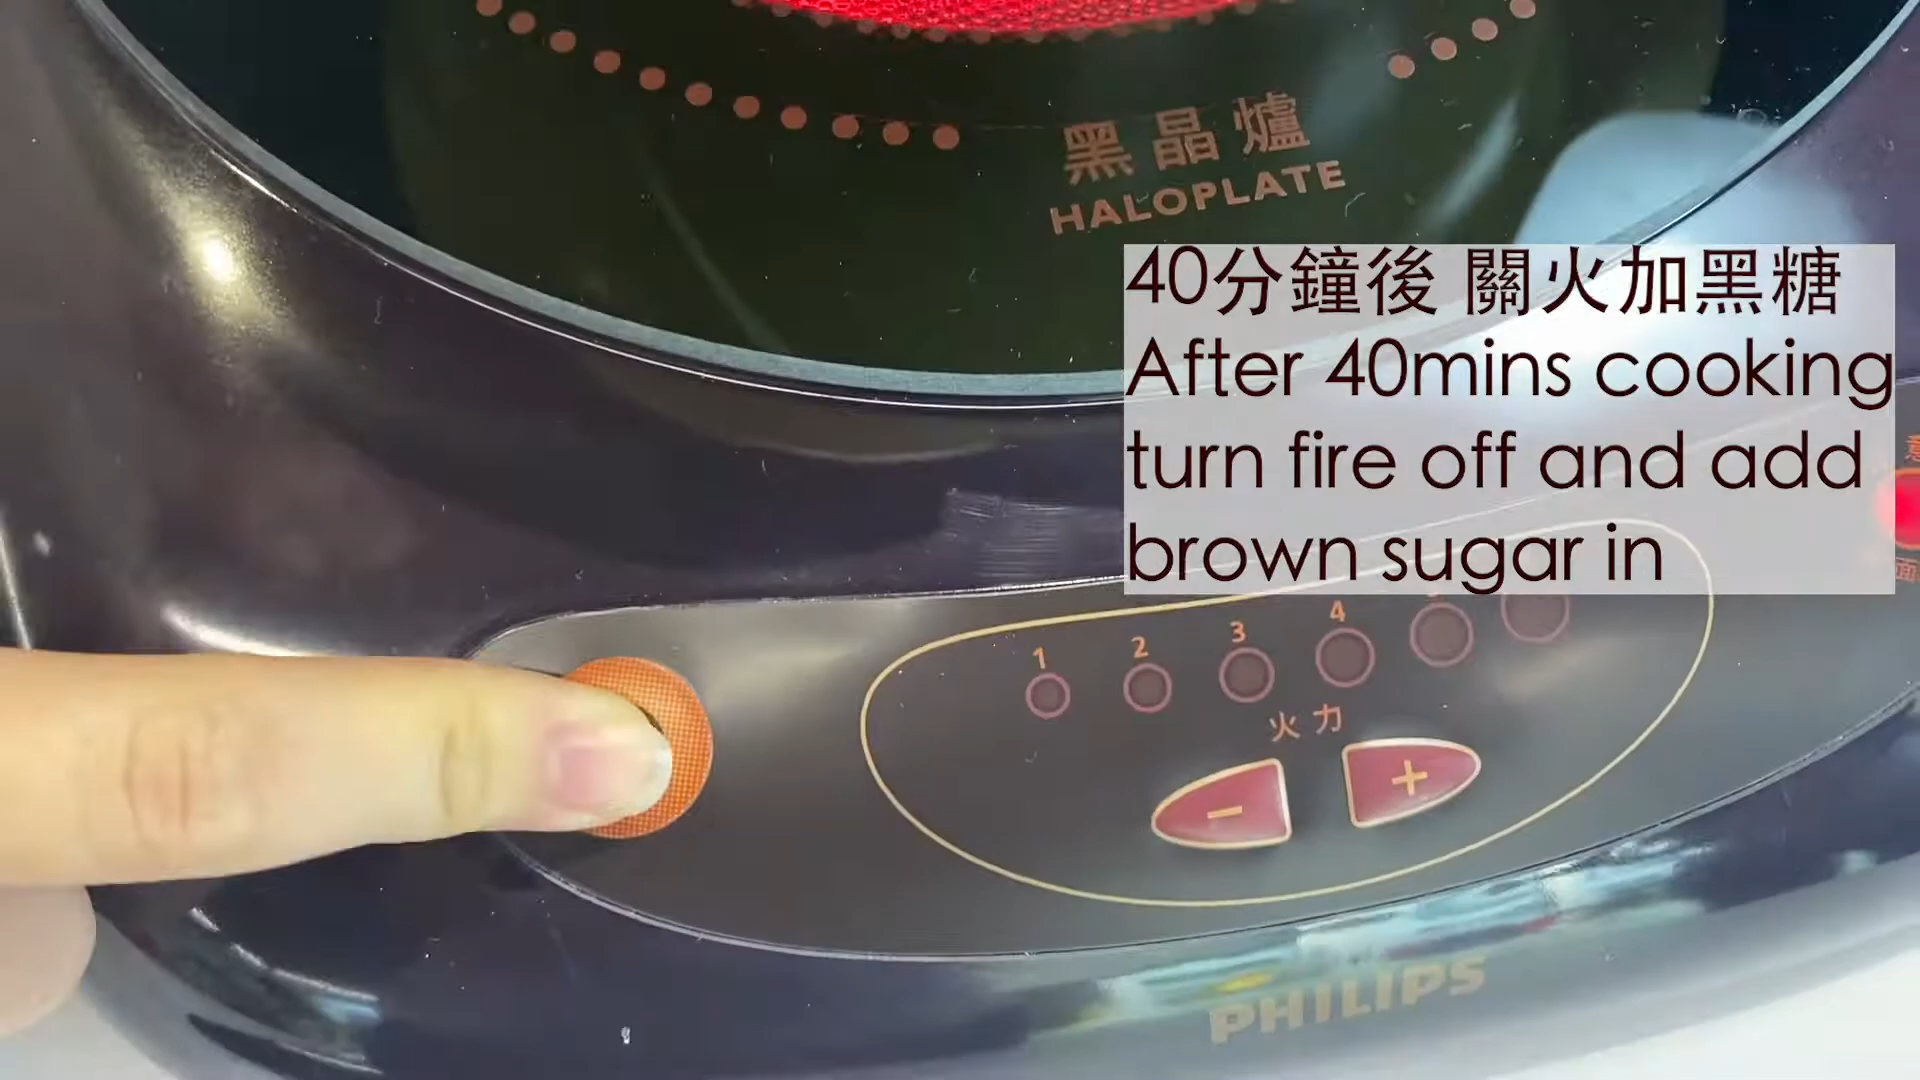 黑晶爐
HALOPLATE
40分鐘後 關火加黑糖
After 40mins cooking
turn fire off and add
brown sugar in
1 2 3 4
火力
- +
PHILIPS